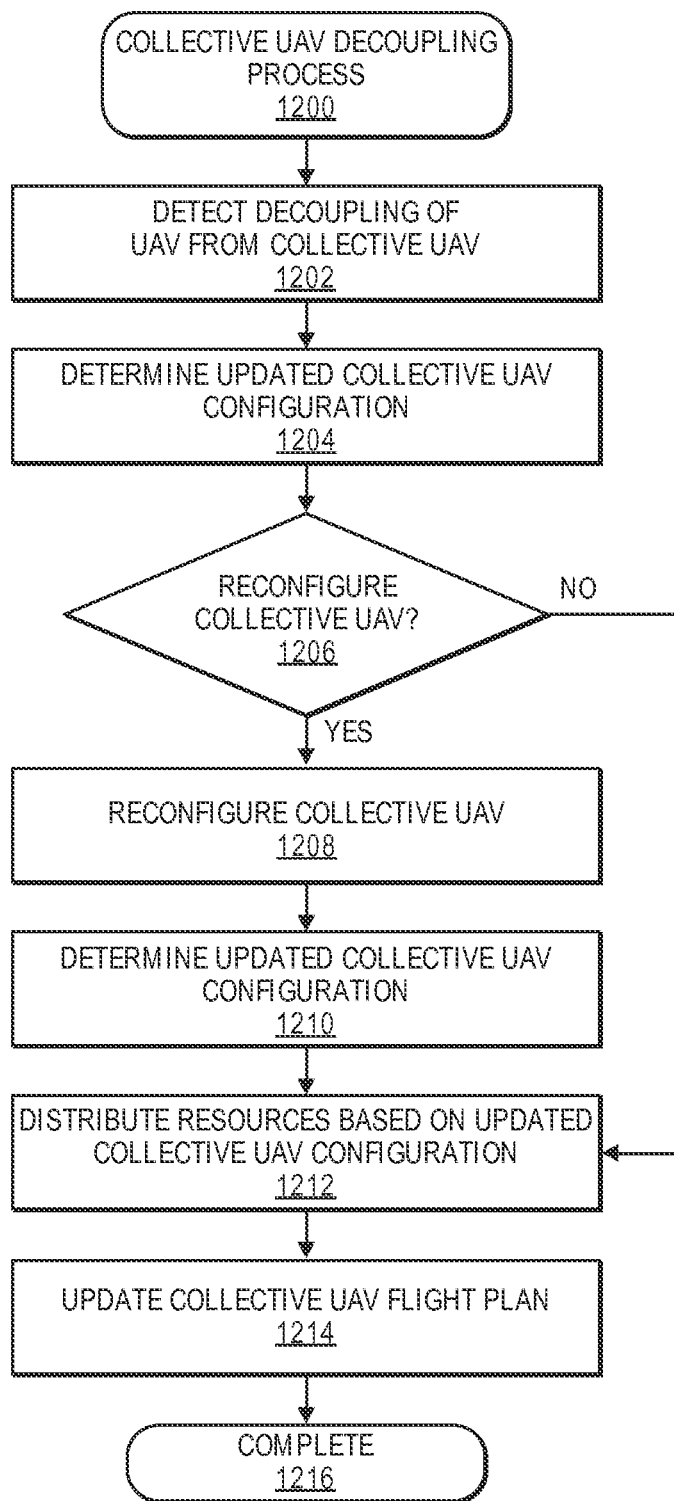 COLLECTIVE UAV DECOUPLING
PROCESS
1200
DETECT DECOUPLING OF
UAV FROM COLLECTIVE UAV
1202
DETERMINE UPDATED COLLECTIVE UAV
CONFIGURATION
1204
RECONFIGURE
COLLECTIVE UAV?
1206
NO
YES
RECONFIGURE COLLECTIVE UAV
1208
DETERMINE UPDATED COLLECTIVE UAV
CONFIGURATION
1210
DISTRIBUTE RESOURCES BASED ON UPDATED
COLLECTIVE UAV CONFIGURATION
1212
UPDATE COLLECTIVE UAV FLIGHT PLAN
1214
COMPLETE
1216